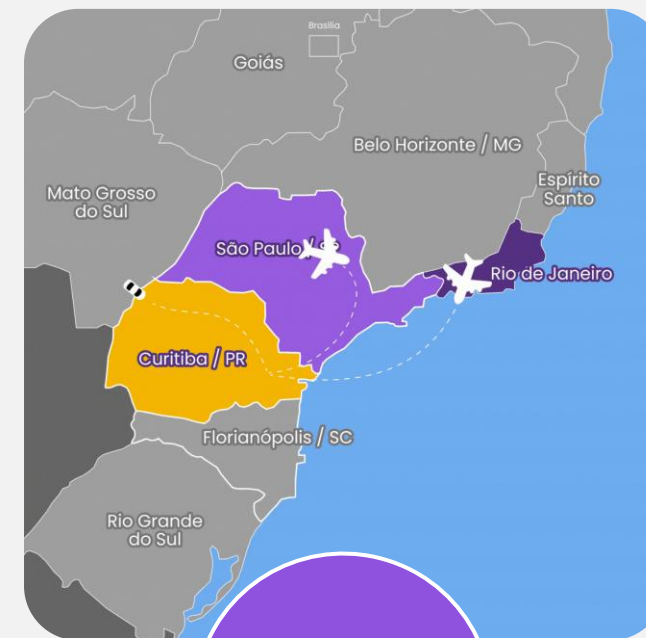 Brasília
Goiás
Belo Horizonte / MG
Espírito
Santo
Mato Grosso
do Sul
São Paulo / SP
Rio de Janeiro
Curitiba / PR
Florianópolis / SC
Rio Grande
do Sul